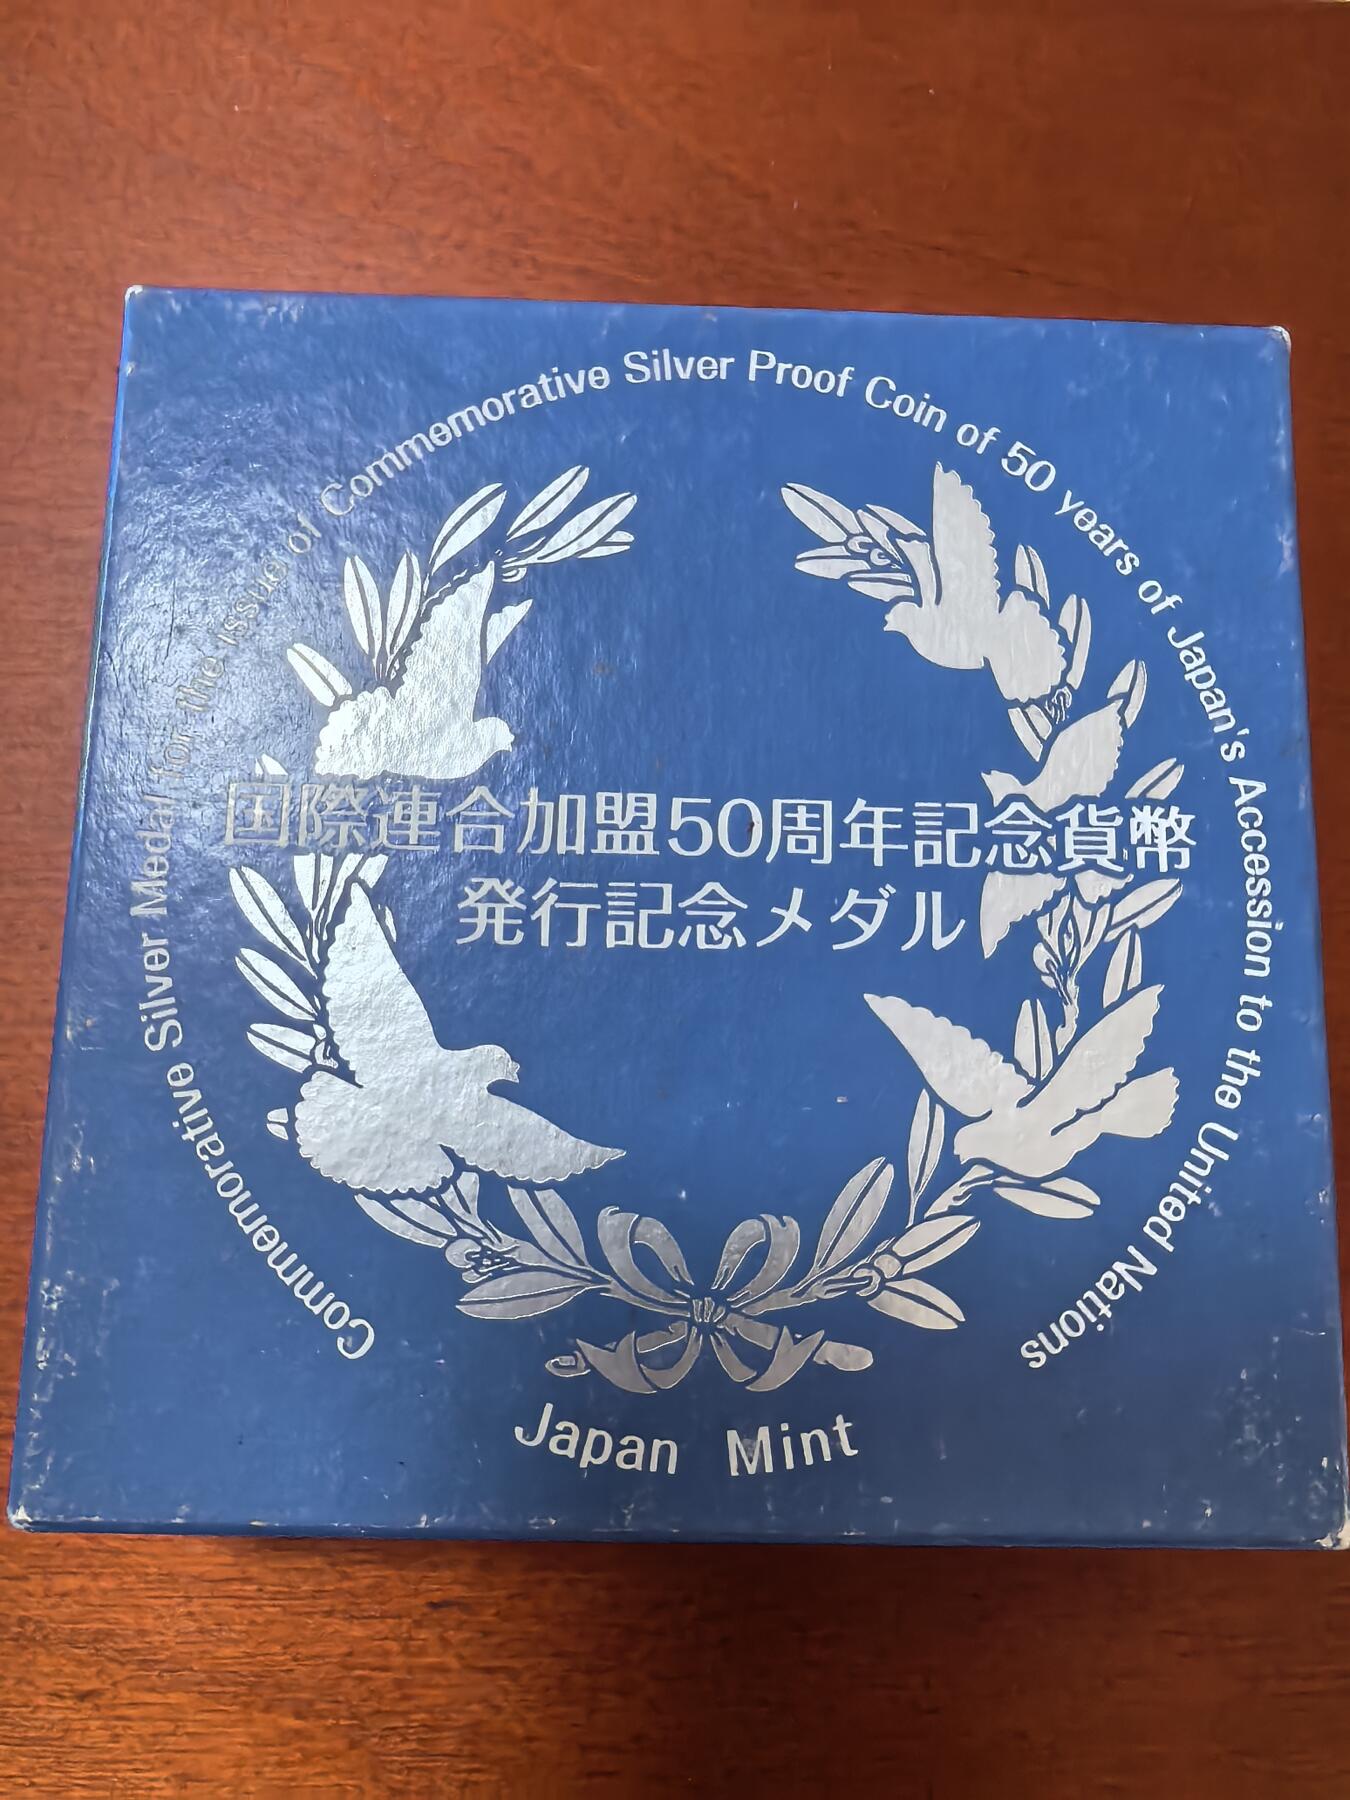 Commemorative Silver Medal for the issue of Commemorative Silver Proof Coin of 50 years of Japan's Accession to the United Nations
国際連合加盟50周年記念貨幣
発行記念メダル
Japan Mint